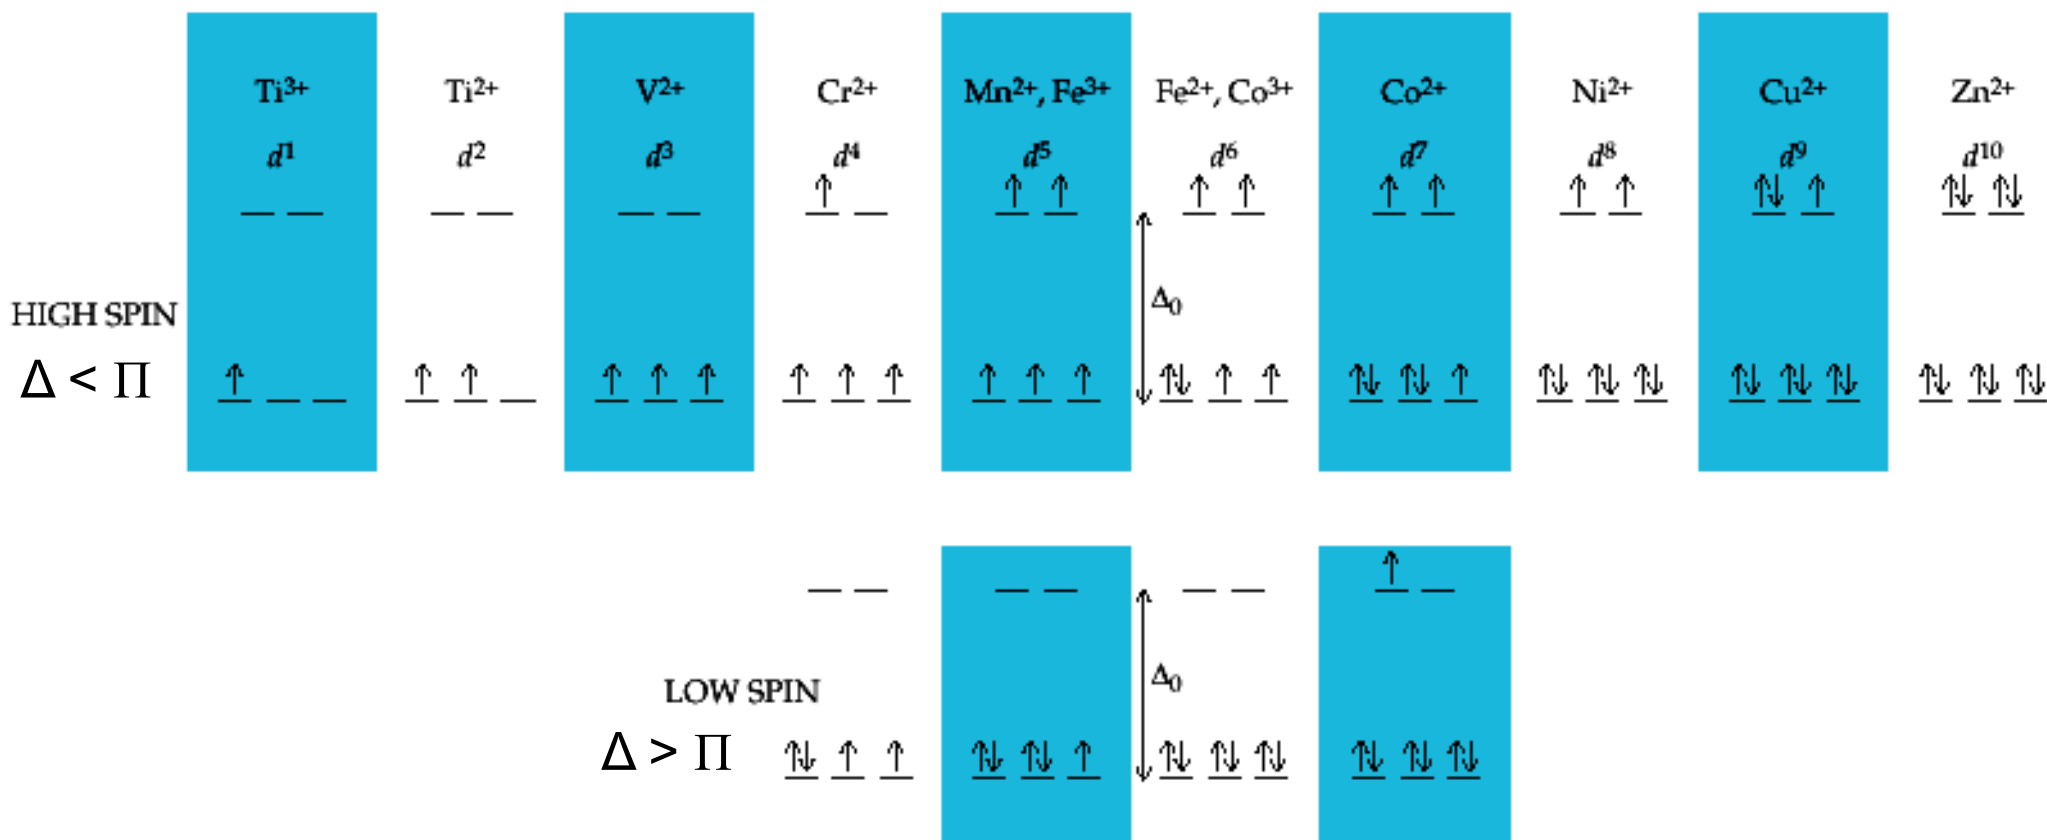 Ti³⁺ Ti²⁺ V²⁺ Cr²⁺ Mn²⁺, Fe³⁺ Fe²⁺, Co³⁺ Co²⁺ Ni²⁺ Cu²⁺ Zn²⁺
d¹ d² d³ d⁴ d⁵ d⁶ d⁷ d⁸ d⁹ d¹⁰
Δ₀
HIGH SPIN
Δ < Π
Δ₀
LOW SPIN
Δ > Π